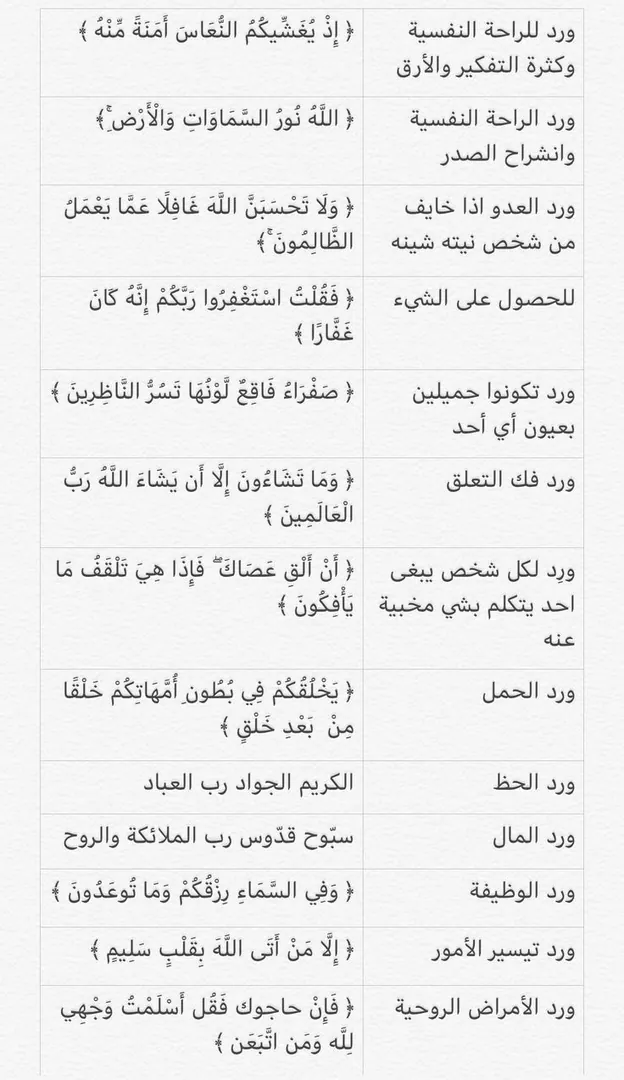 ورد للراحة النفسية
وكثرة التفكير والأرق
﴿ إِذْ يُغَشِّيكُمُ النُّعَاسَ أَمَنَةً مِّنْهُ ﴾
ورد الراحة النفسية
وانشراح الصدر
﴿ اللَّهُ نُورُ السَّمَاوَاتِ وَالْأَرْضِ ۚ﴾
ورد العدو اذا خايف
من شخص نيته شينه
﴿ وَلَا تَحْسَبَنَّ اللَّهَ غَافِلًا عَمَّا يَعْمَلُ
الظَّالِمُونَ ۚ﴾
للحصول على الشيء
﴿ فَقُلْتُ اسْتَغْفِرُوا رَبَّكُمْ إِنَّهُ كَانَ
غَفَّارًا ﴾
ورد تكونوا جميلين
بعيون أي أحد
﴿ صَفْرَاءُ فَاقِعٌ لَّوْنُهَا تَسُرُّ النَّاظِرِينَ ﴾
ورد فك التعلق
﴿ وَمَا تَشَاءُونَ إِلَّا أَن يَشَاءَ اللَّهُ رَبُّ
الْعَالَمِينَ ﴾
ورِد لكل شخص يبغى
احد يتكلم بشي مخبية
عنه
﴿ أَنْ أَلْقِ عَصَاكَ ۖ فَإِذَا هِيَ تَلْقَفُ مَا
يَأْفِكُونَ ﴾
ورد الحمل
﴿ يَخْلُقُكُمْ فِي بُطُونِ أُمَّهَاتِكُمْ خَلْقًا
مِنْ بَعْدِ خَلْقٍ ﴾
ورد الحظ
الكريم الجواد رب العباد
ورد المال
سبّوح قدّوس رب الملائكة والروح
ورد الوظيفة
﴿ وَفِي السَّمَاءِ رِزْقُكُمْ وَمَا تُوعَدُونَ ﴾
ورد تيسير الأمور
﴿ إِلَّا مَنْ أَتَى اللَّهَ بِقَلْبٍ سَلِيمٍ ﴾
ورد الأمراض الروحية
﴿ فَإِنْ حاجوك فَقُل أَسْلَمْتُ وَجْهِي
لِلَّه وَمَن اتَّبَعَن ﴾